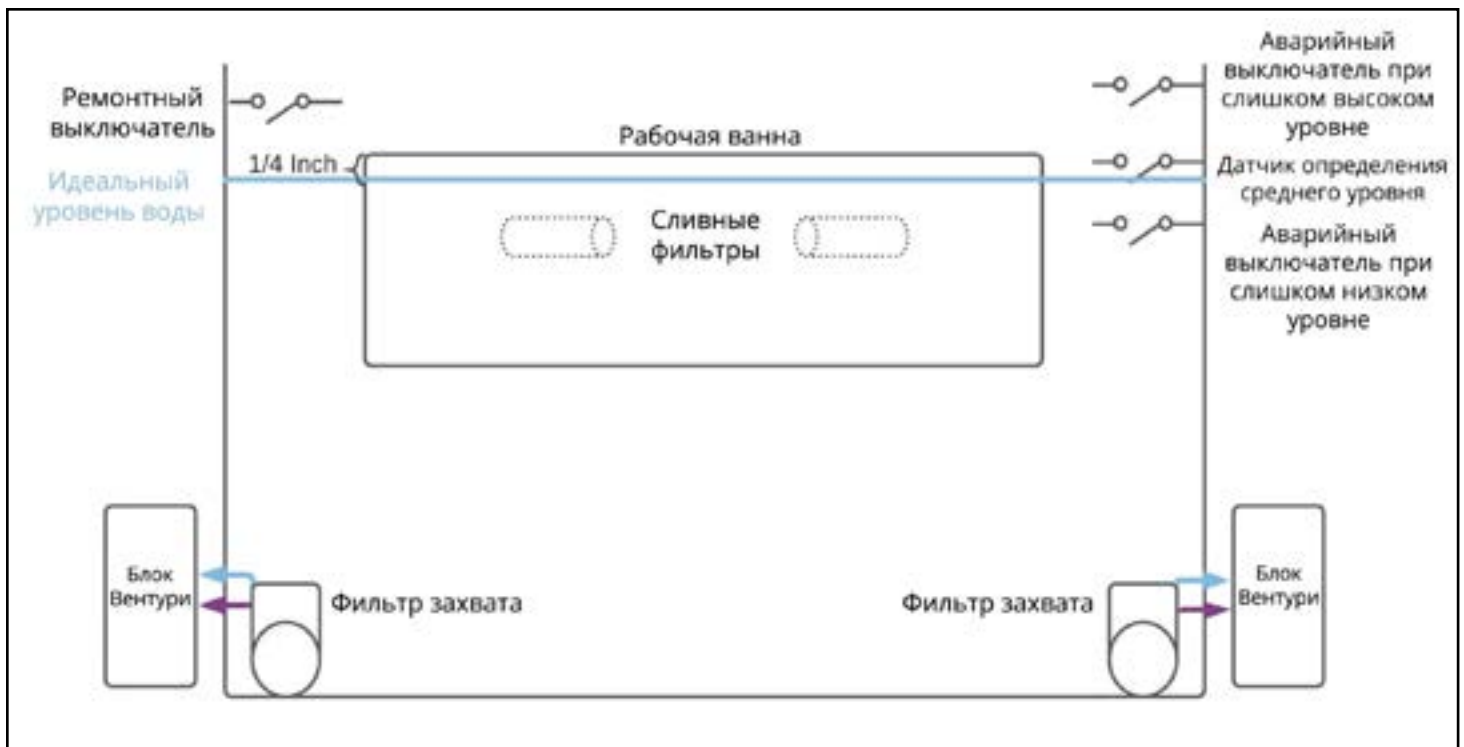 Ремонтный
выключатель
Идеальный
уровень воды
1/4 Inch
Рабочая ванна
Сливные
фильтры
Аварийный
выключатель при
слишком высоком
уровне
Датчик определения
среднего уровня
Аварийный
выключатель при
слишком низком
уровне
Блок
Вентури
Фильтр захвата
Фильтр захвата
Блок
Вентури